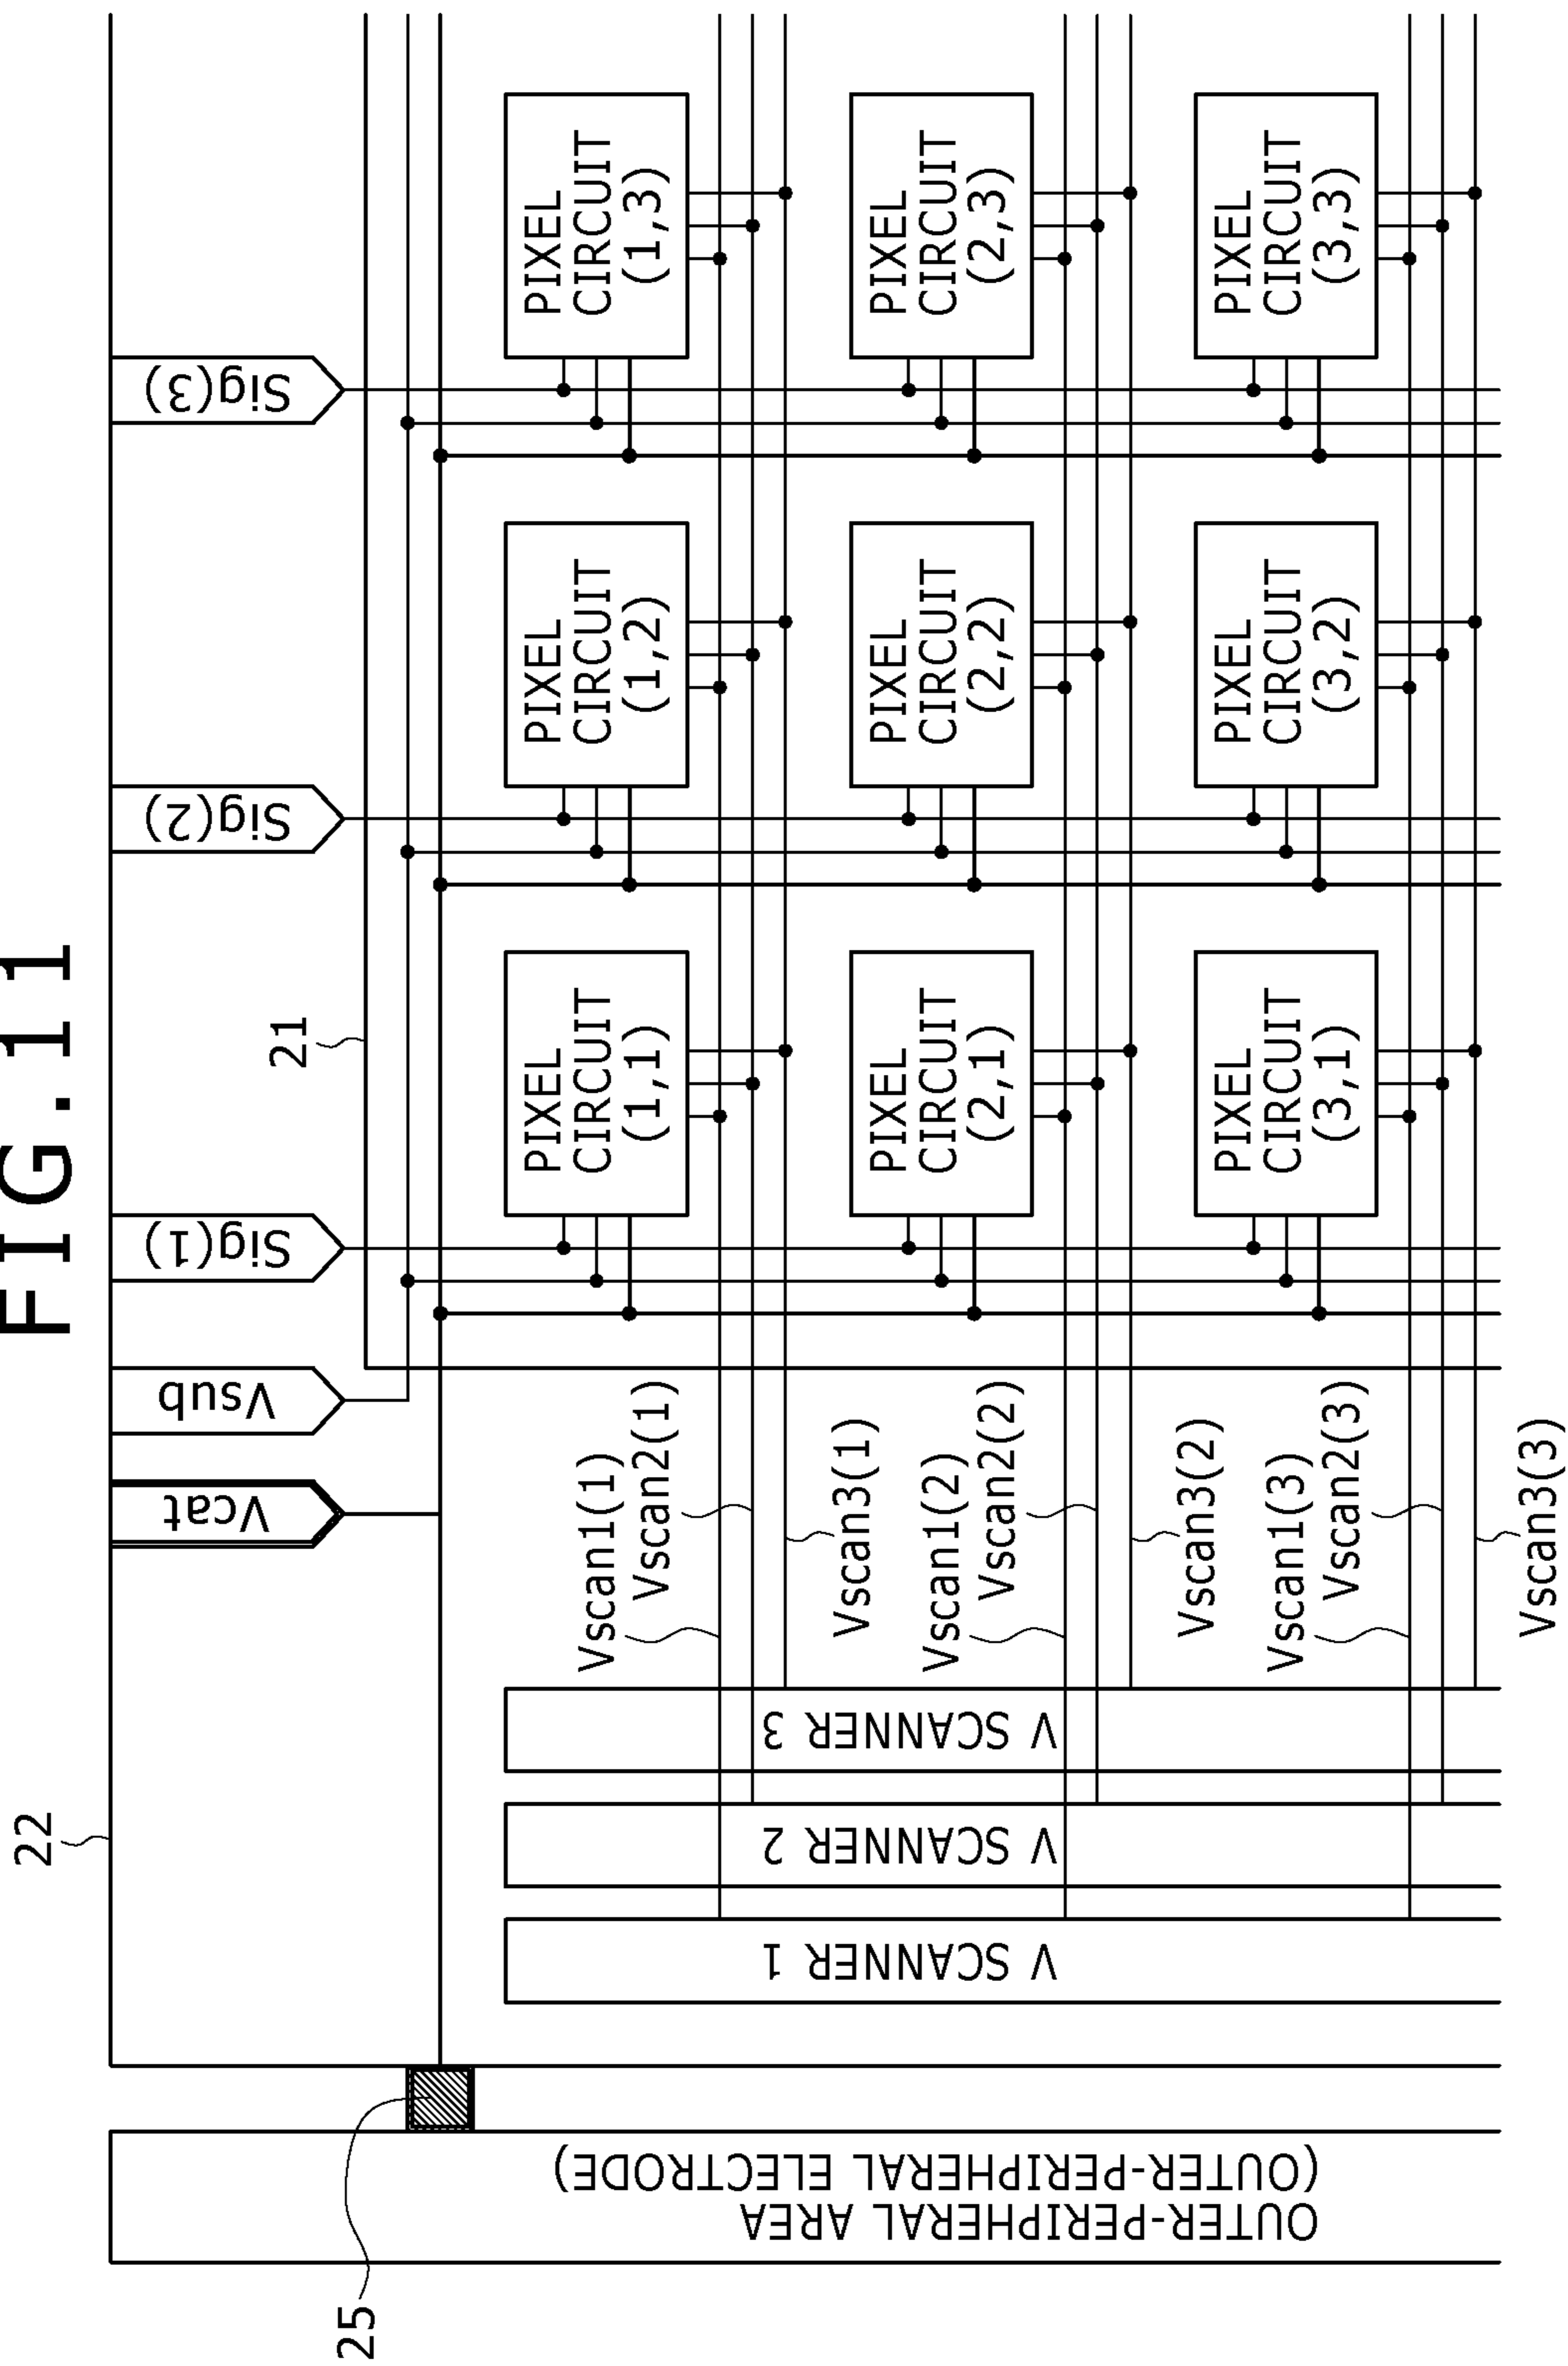 FIG.11
22
21
25
Vcat
Vsub
Sig(1)
Sig(2)
Sig(3)
OUTER-PERIPHERAL AREA
(OUTER-PERIPHERAL ELECTRODE)
V SCANNER 1
V SCANNER 2
V SCANNER 3
Vscan1(1)
Vscan2(1)
Vscan3(1)
Vscan1(2)
Vscan2(2)
Vscan3(2)
Vscan1(3)
Vscan2(3)
Vscan3(3)
PIXEL
CIRCUIT
(1,1)
PIXEL
CIRCUIT
(1,2)
PIXEL
CIRCUIT
(1,3)
PIXEL
CIRCUIT
(2,1)
PIXEL
CIRCUIT
(2,2)
PIXEL
CIRCUIT
(2,3)
PIXEL
CIRCUIT
(3,1)
PIXEL
CIRCUIT
(3,2)
PIXEL
CIRCUIT
(3,3)